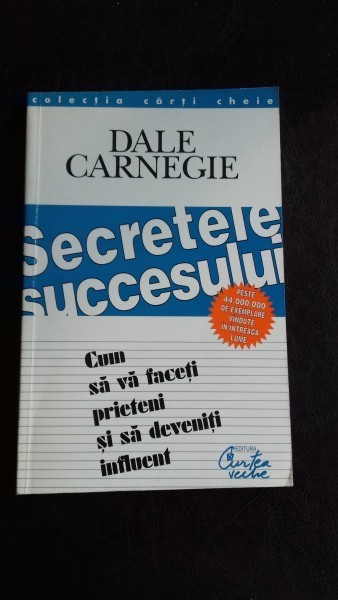 colecția cărți cheie
DALE
CARNEGIE
Secretele
succesului
PESTE
44.000.000
DE EXEMPLARE
VÎNDUTE
ÎN ÎNTREAGA
LUME
Cum
să vă faceți
prieteni
și să deveniți
influent
EDITURA
Curtea
veche